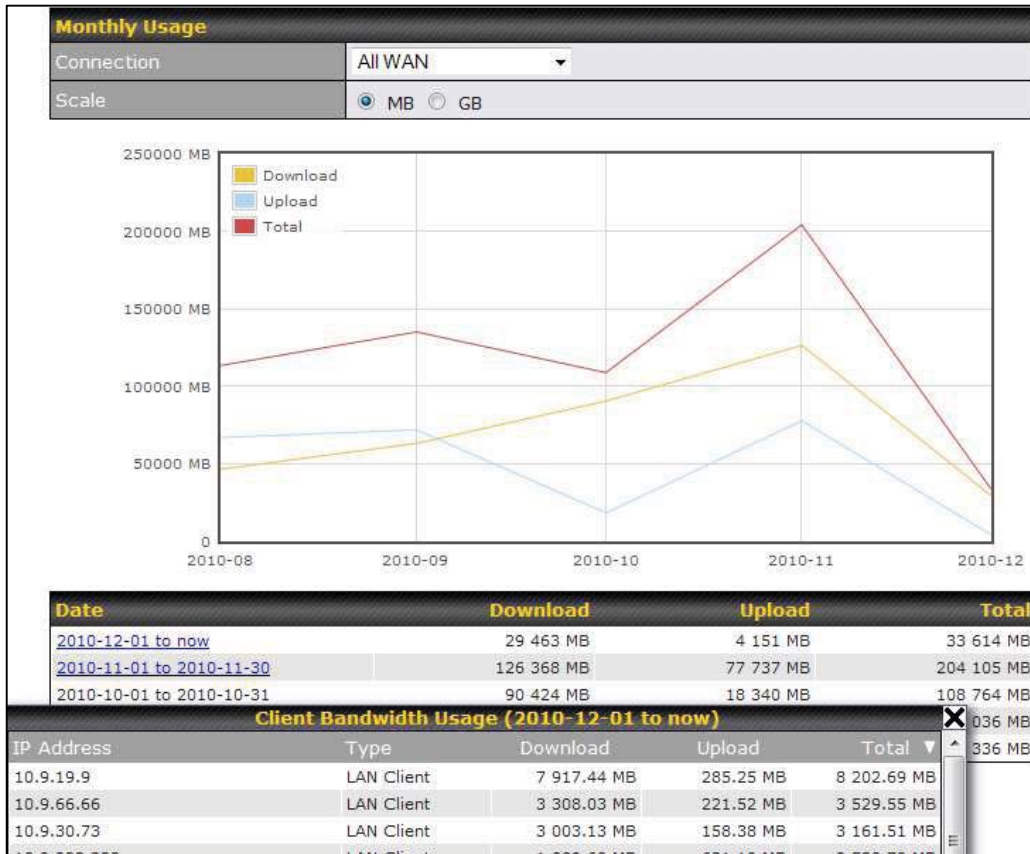 Monthly Usage
Connection All WAN
Scale MB GB
250000 MB
200000 MB
150000 MB
100000 MB
50000 MB
0
Download
Upload
Total
2010-08 2010-09 2010-10 2010-11 2010-12
Date Download Upload Total
2010-12-01 to now 29 463 MB 4 151 MB 33 614 MB
2010-11-01 to 2010-11-30 126 368 MB 77 737 MB 204 105 MB
2010-10-01 to 2010-10-31 90 424 MB 18 340 MB 108 764 MB
036 MB
336 MB
Client Bandwidth Usage (2010-12-01 to now)
IP Address Type Download Upload Total ▼
10.9.19.9 LAN Client 7 917.44 MB 285.25 MB 8 202.69 MB
10.9.66.66 LAN Client 3 308.03 MB 221.52 MB 3 529.55 MB
10.9.30.73 LAN Client 3 003.13 MB 158.38 MB 3 161.51 MB